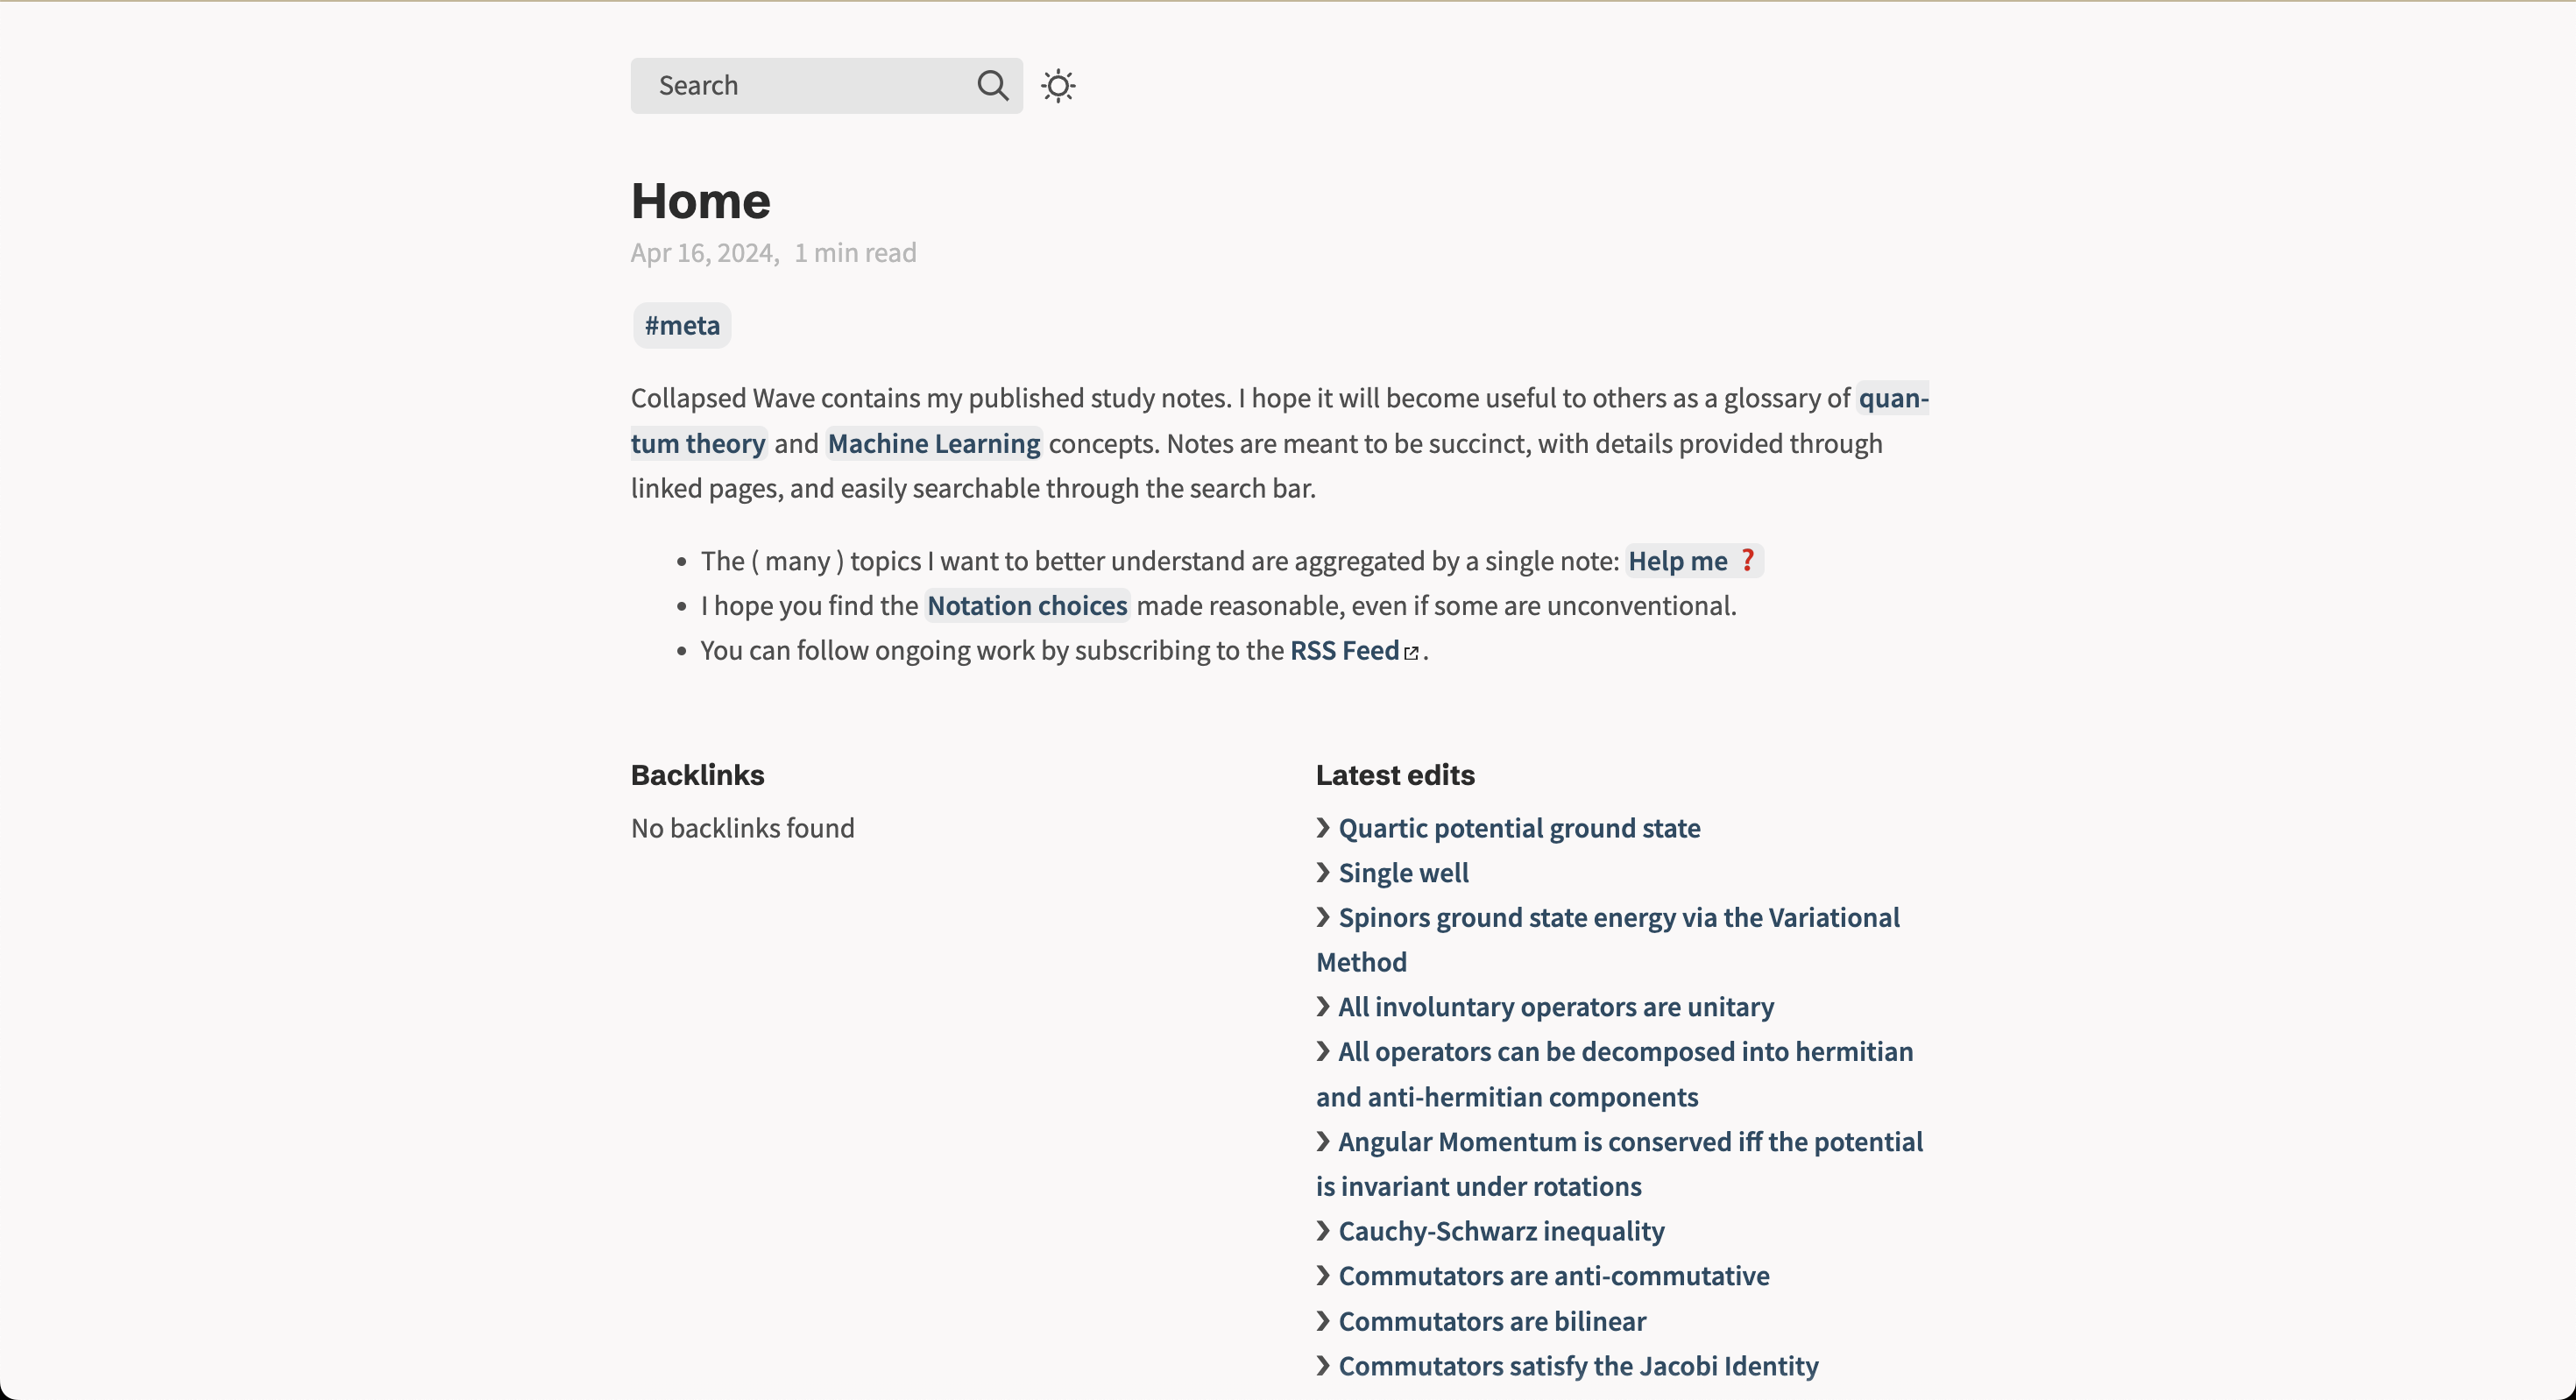 Search
Home
Apr 16, 2024, 1 min read
#meta
Collapsed Wave contains my published study notes. I hope it will become useful to others as a glossary of quan-
tum theory and Machine Learning concepts. Notes are meant to be succinct, with details provided through
linked pages, and easily searchable through the search bar.
• The ( many ) topics I want to better understand are aggregated by a single note: Help me ❓
• I hope you find the Notation choices made reasonable, even if some are unconventional.
• You can follow ongoing work by subscribing to the RSS Feed.
Backlinks
No backlinks found
Latest edits
❯ Quartic potential ground state
❯ Single well
❯ Spinors ground state energy via the Variational
Method
❯ All involuntary operators are unitary
❯ All operators can be decomposed into hermitian
and anti-hermitian components
❯ Angular Momentum is conserved iff the potential
is invariant under rotations
❯ Cauchy-Schwarz inequality
❯ Commutators are anti-commutative
❯ Commutators are bilinear
❯ Commutators satisfy the Jacobi Identity